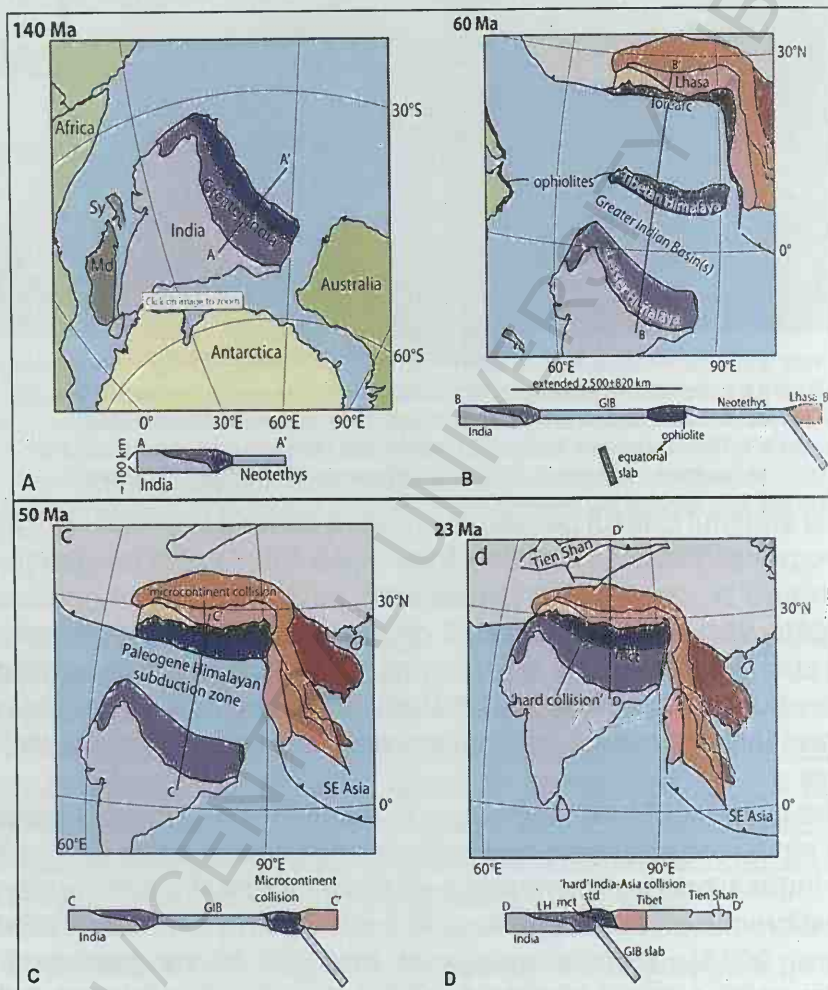 140 Ma
Africa
30°S
A'
Sy
Greater India
India
A
Md
Click on image to zoom
Australia
Antarctica
60°S
0° 30°E 60°E 90°E
A A'
~100 km
India Neotethys
A
60 Ma
30°N
B'
Lhasa
forearc
ophiolites
Greater Indian Basin(s)
0°
B
60°E 90°E
extended 2,500±820 km
B GIB Neotethys Lhasa B'
India
ophiolite
equatorial
slab
B
50 Ma
C
'microcontinent collision'
30°N
C'
Paleogene Himalayan
subduction zone
C
SE Asia
0°
60°E
90°E
Microcontinent
collision
C GIB C'
India
C
23 Ma
d
D'
Tien Shan
30°N
mct
'hard collision'
D
SE Asia
0°
60°E 90°E
'hard' India-Asia collision
D LH mct std Tibet Tien Shan D'
India
GIB slab
D